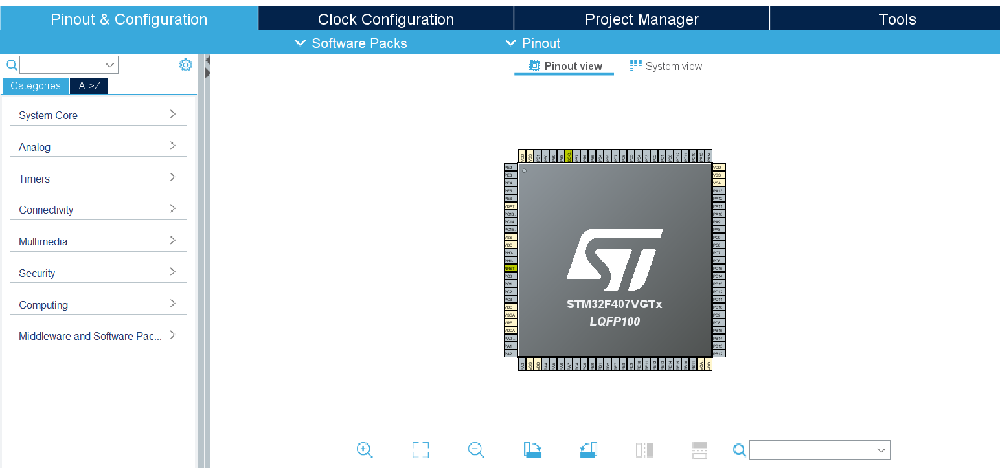 Pinout & Configuration
Clock Configuration
Project Manager
Tools
Software Packs
Pinout
Pinout view
System view
Categories
A->Z
System Core
Analog
Timers
Connectivity
Multimedia
Security
Computing
Middleware and Software Pac...
VDD VSS PE1 PE0 PB9 PB8 BOO.. PB7 PB6 PB5 PB4 PB3 PD7 PD6 PD5 PD4 PD3 PD2 PD1 PD0 PC12 PC11 PC10 PA15 PA14
PE2
PE3
PE4
PE5
PE6
VBAT
PC13..
PC14..
PC15..
VSS
VDD
PH0-..
PH1-..
NRST
PC0
PC1
PC2
PC3
VDD
VSSA
VRE..
VDDA
PA0-..
PA1
PA2
ST
STM32F407VGTx
LQFP100
VDD
VSS
VCA..
PA13
PA12
PA11
PA10
PA9
PA8
PC9
PC8
PC7
PC6
PD15
PD14
PD13
PD12
PD11
PD10
PD9
PD8
PB15
PB14
PB13
PB12
PA3 VSS VDD PA4 PA5 PA6 PA7 PC4 PC5 PB0 PB1 PB2 PE7 PE8 PE9 PE10 PE11 PE12 PE13 PE14 PE15 PB10 PB11 VCA.. VDD